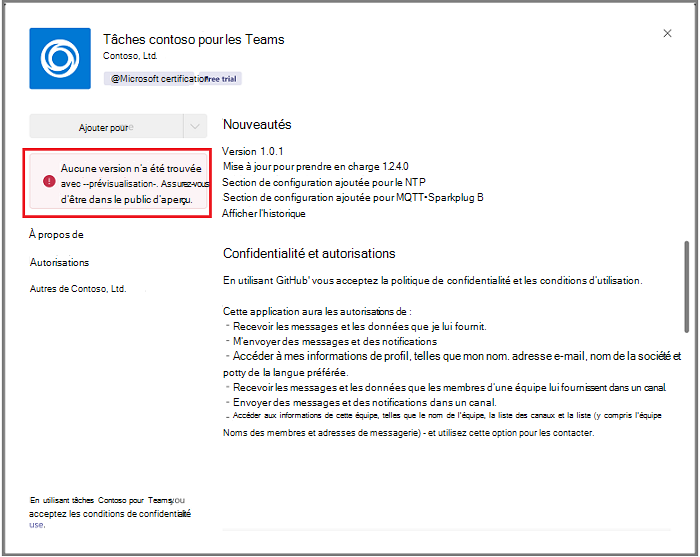 Tâches contoso pour les Teams
Contoso, Ltd.
@Microsoft certification Free trial
Ajouter pour
Aucune version n'a été trouvée
avec --prévisualisation-. Assurez-vous
d'être dans le public d'aperçu.
À propos de
Autorisations
Autres de Contoso, Ltd.
En utilisant tâches Contoso pour Teams you
acceptez les conditions de confidentialité
use.
Nouveautés
Version 1.0.1
Mise à jour pour prendre en charge 1.2.4.0
Section de configuration ajoutée pour le NTP
Section de configuration ajoutée pour MQTT•Sparkplug B
Afficher l'historique
Confidentialité et autorisations
En utilisant GitHub' vous acceptez la politique de confidentialité et les conditions d'utilisation.
Cette application aura les autorisations de :
- Recevoir les messages et les données que je lui fournit.
- M'envoyer des messages et des notifications
- Accéder à mes informations de profil, telles que mon nom. adresse e-mail, nom de la société et
potty de la langue préférée.
- Recevoir les messages et les données que les membres d'une équipe lui fournissent dans un canal.
- Envoyer des messages et des notifications dans un canal.
- Accéder aux informations de cette équipe, telles que le nom de l'équipe, la liste des canaux et la liste (y compris l'équipe
Noms des membres et adresses de messagerie) - et utilisez cette option pour les contacter.